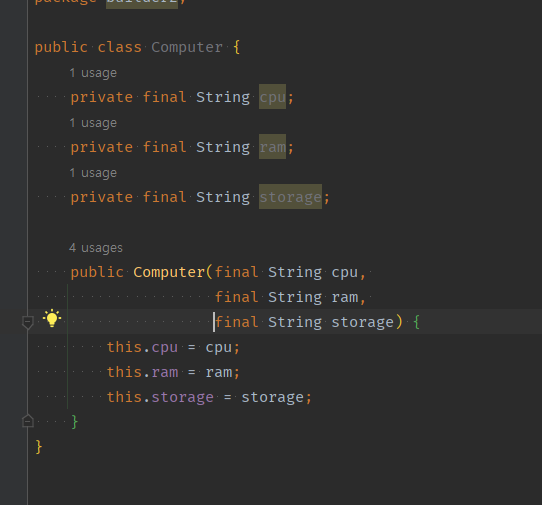 public class Computer {
1 usage
private final String cpu;
1 usage
private final String ram;
1 usage
private final String storage;
4 usages
public Computer(final String cpu,
final String ram,
final String storage) {
this.cpu = cpu;
this.ram = ram;
this.storage = storage;
}
}